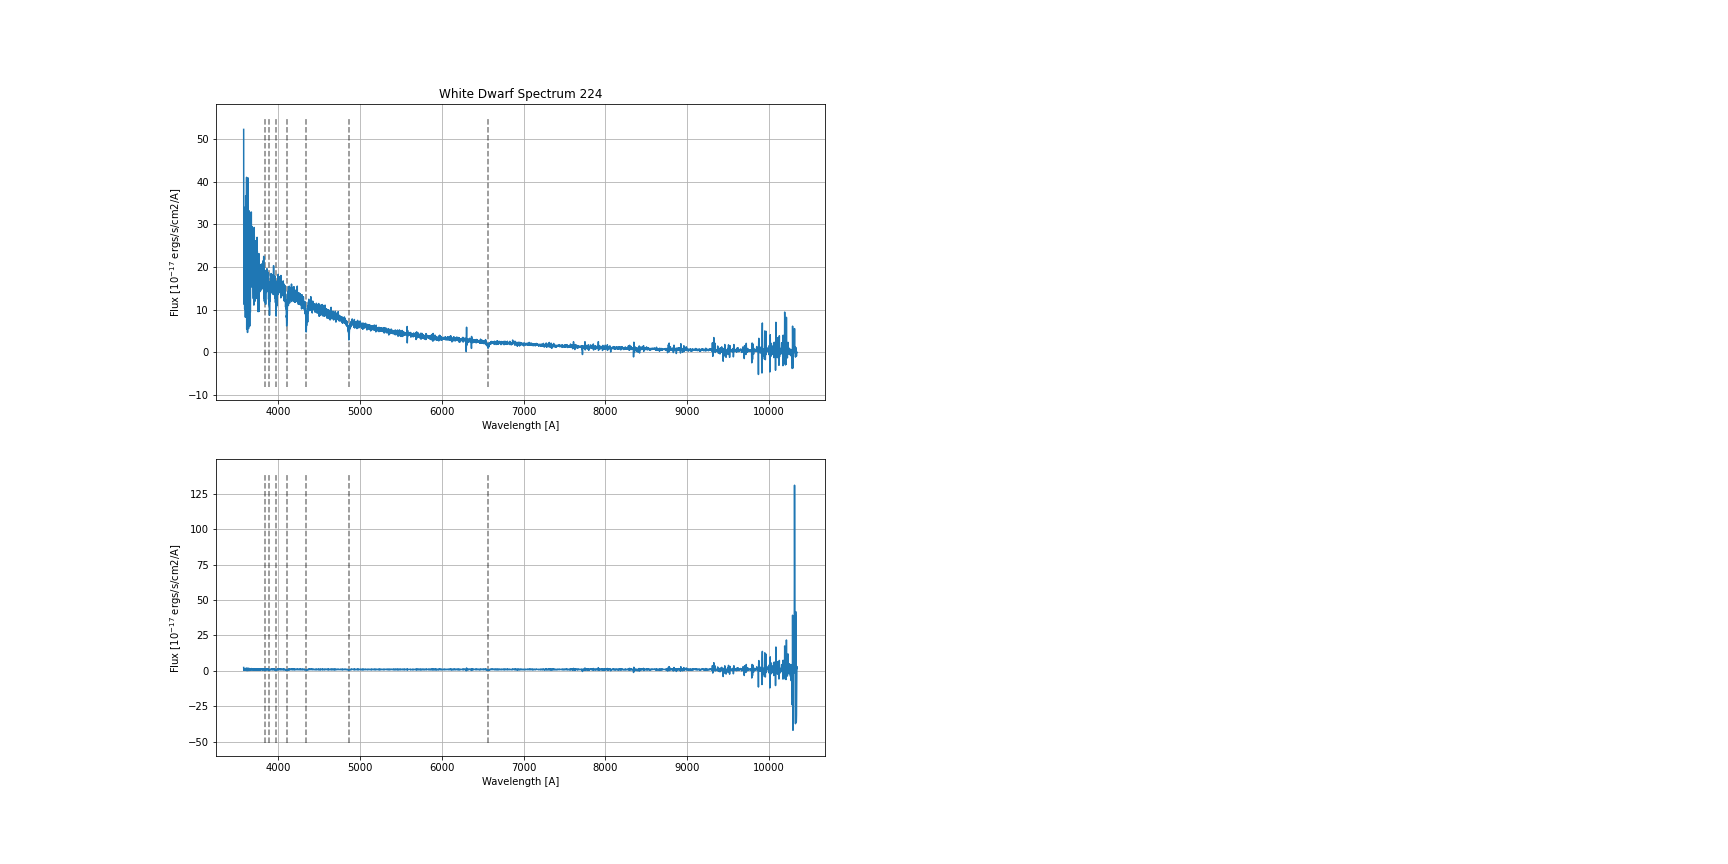 White Dwarf Spectrum 224
Flux [10⁻¹⁷ ergs/s/cm2/A]
50
40
30
20
10
0
−10
4000 5000 6000 7000 8000 9000 10000
Wavelength [A]
Flux [10⁻¹⁷ ergs/s/cm2/A]
125
100
75
50
25
0
−25
−50
4000 5000 6000 7000 8000 9000 10000
Wavelength [A]